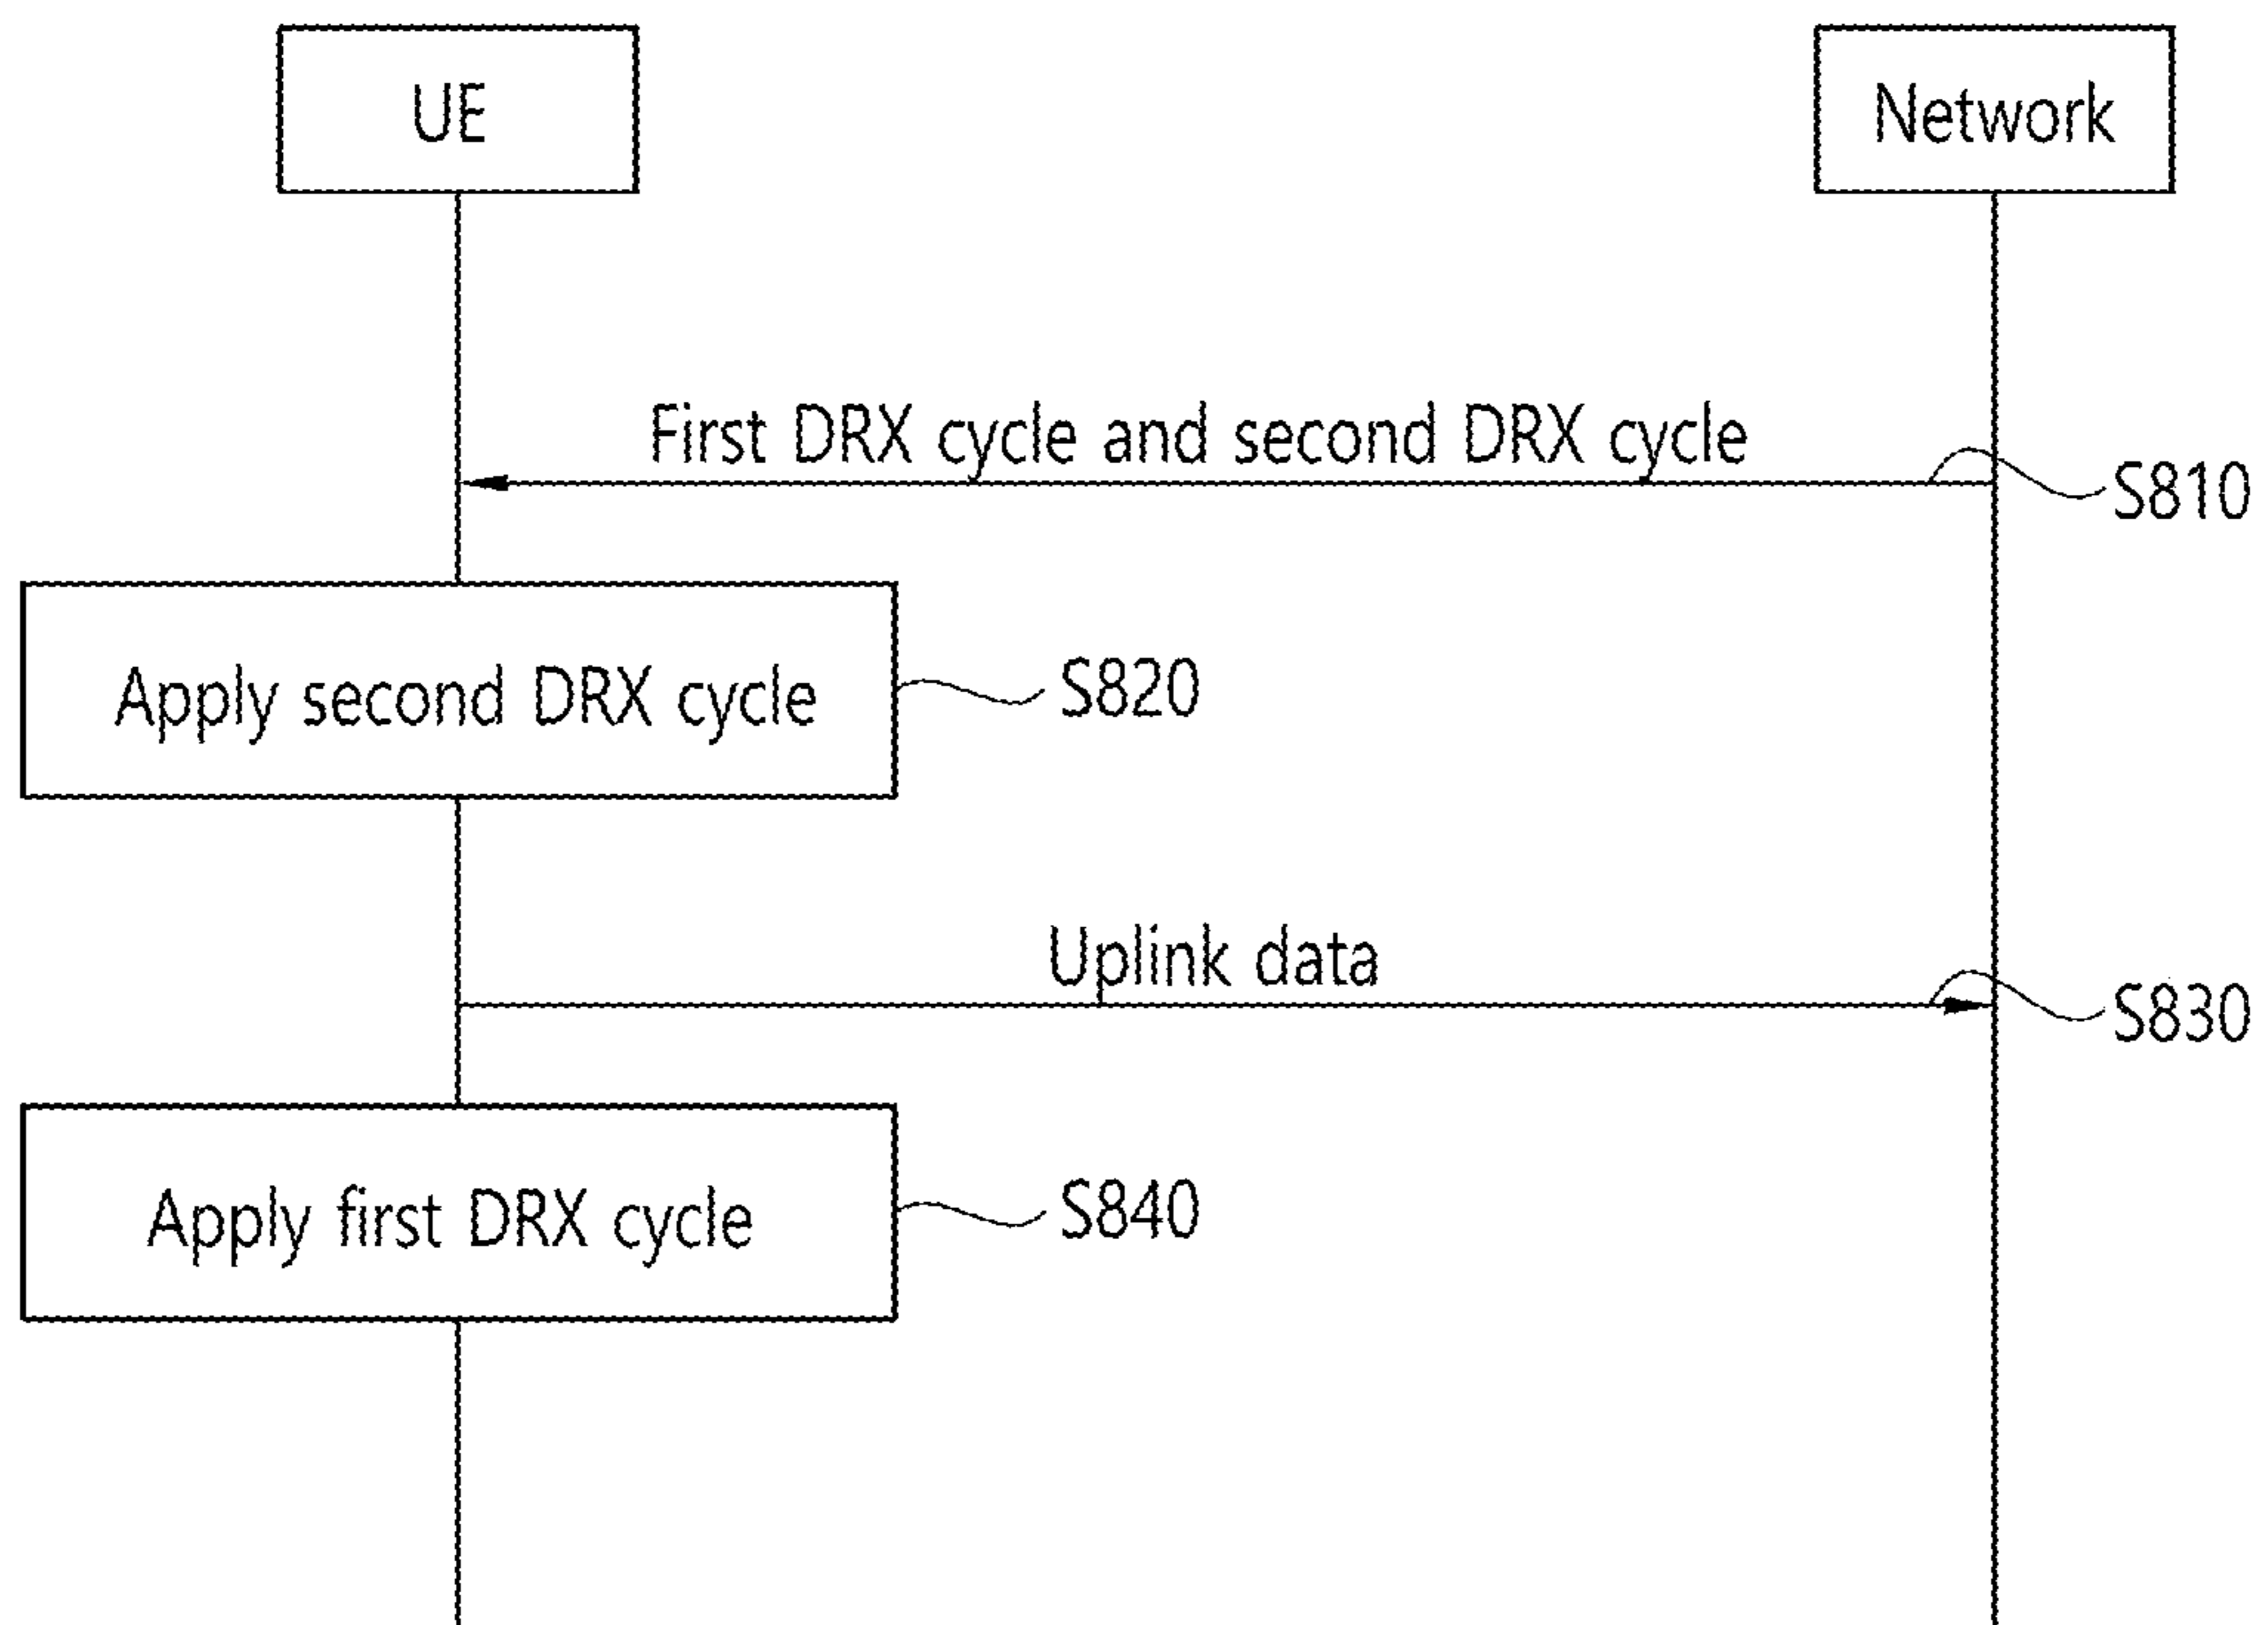 UE
Network
First DRX cycle and second DRX cycle
S810
Apply second DRX cycle
S820
Uplink data
S830
Apply first DRX cycle
S840